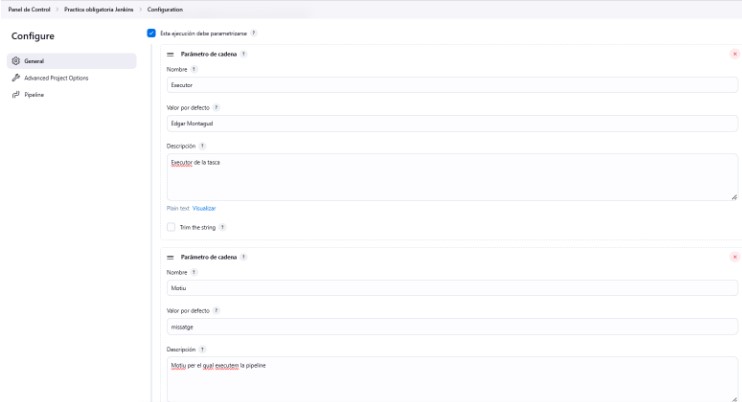 Panel de Control > Practica obligatoria Jenkins > Configuration
Configure
General
Advanced Project Options
Pipeline
Esta ejecución debe parametrizarse ?
Parámetro de cadena ?
Nombre ?
Executor
Valor por defecto ?
Edgar Montagud
Descripción ?
Executor de la tasca
Plain text Visualizar
Trim the string ?
Parámetro de cadena ?
Nombre ?
Motiu
Valor por defecto ?
missatge
Descripción ?
Motiu per el qual executem la pipeline